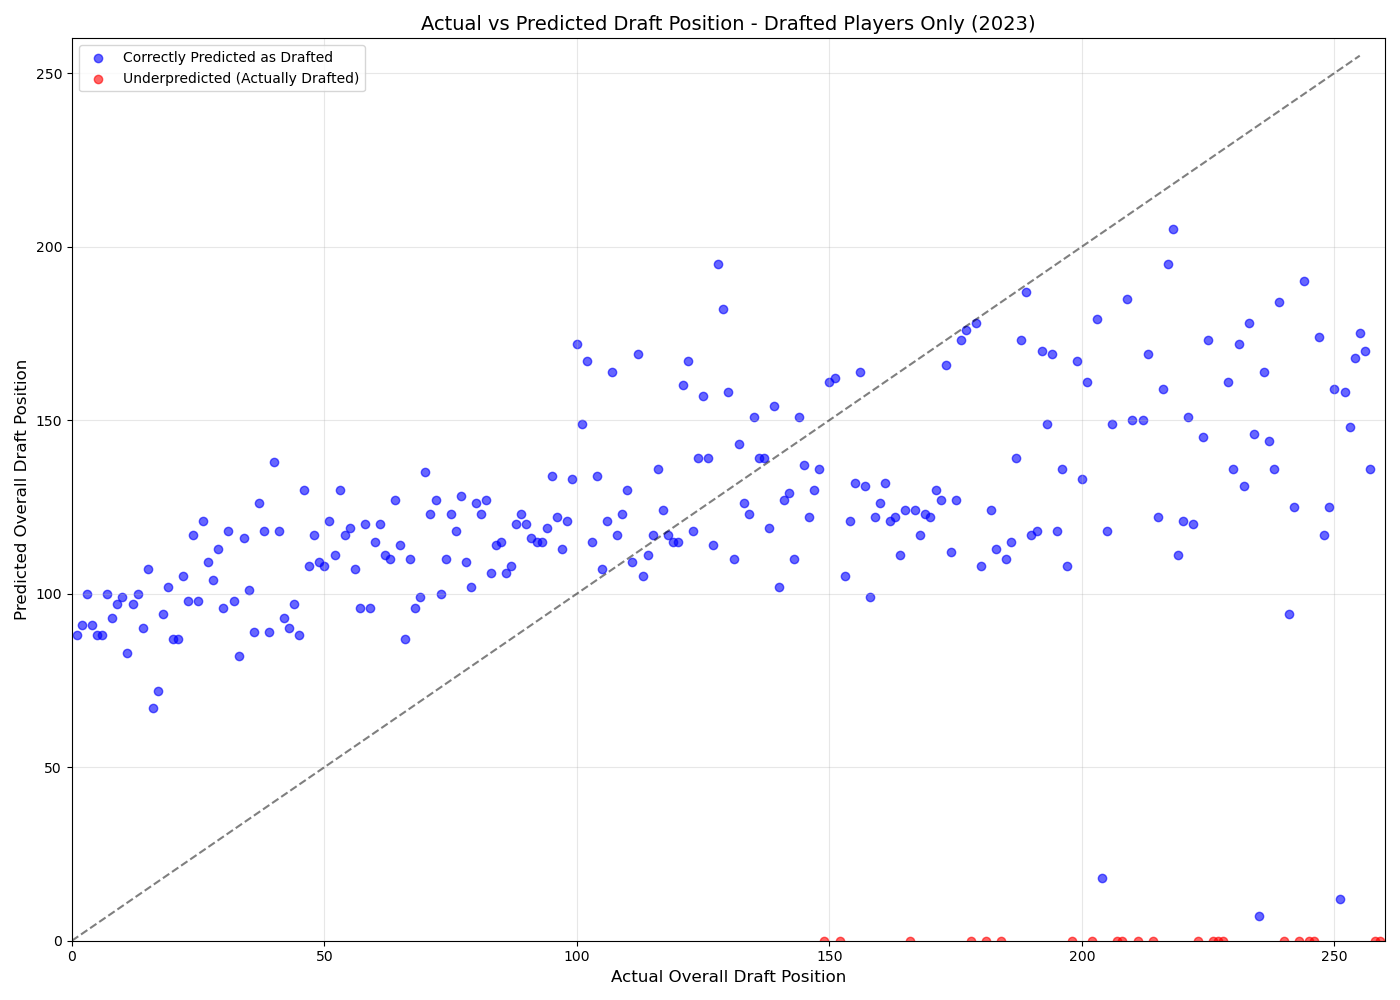 Actual vs Predicted Draft Position - Drafted Players Only (2023)
Correctly Predicted as Drafted
Underpredicted (Actually Drafted)
250
200
150
100
50
0
Predicted Overall Draft Position
0 50 100 150 200 250
Actual Overall Draft Position